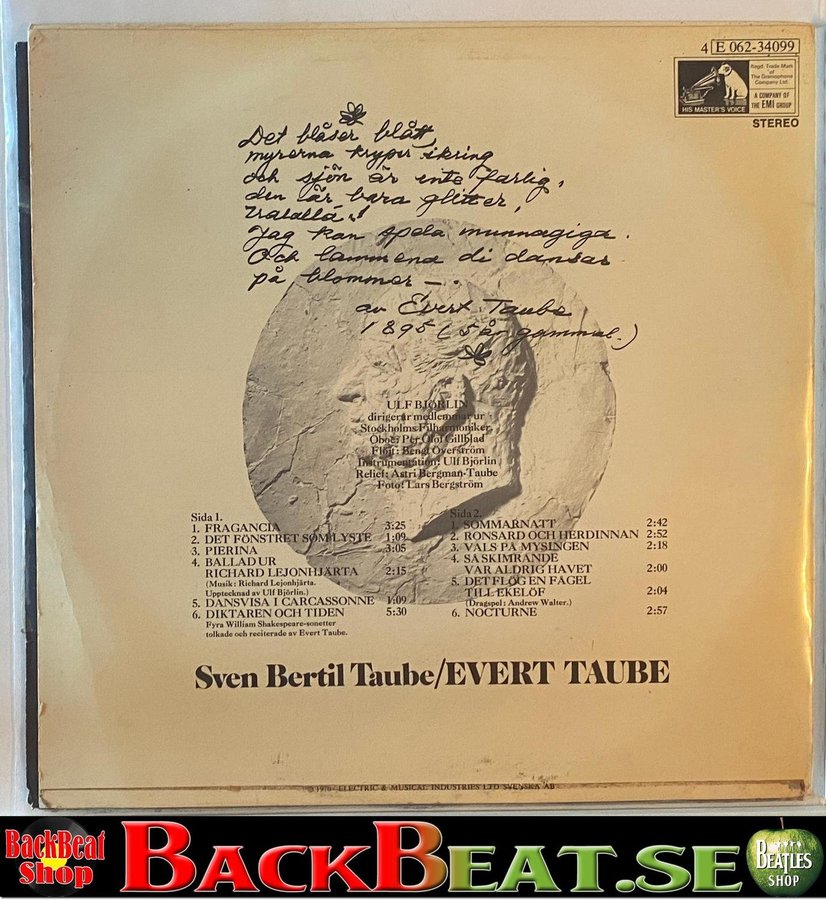 4 E 062-34099
Regd. Trade Mark
of
The Gramophone
Company Ltd.
A COMPANY OF
THE EMI GROUP
HIS MASTER'S VOICE
STEREO
Det blåser blått,
myrorna kryper ikring
och sjön är inte farlig,
den är bara glitter,
Tralalla!
Jag kan spela munnagiga.
Och lammena di dansar
på blommer —.
av Evert Taube
1895 (5 år gammal.)
ULF BJÖRLIN
dirigerar medlemmar ur
Stockholms Filharmoniker.
Oboe: Per Olof Gillblad
Flöjt: Bengt Överström
Instrumentation: Ulf Björlin
Relief: Astri Bergman-Taube
Foto: Lars Bergström
Sida 1.
1. FRAGANCIA 3:25
2. DET FÖNSTRET SOM LYSTE 1:09
3. PIERINA 3:05
4. BALLAD UR
RICHARD LEJONHJÄRTA 2:15
(Musik: Richard Lejonhjärta.
Upptecknad av Ulf Björlin.)
5. DANSVISA I CARCASSONNE 1:09
6. DIKTAREN OCH TIDEN 5:30
Fyra William Shakespeare-sonetter
tolkade och reciterade av Evert Taube.
Sida 2.
1. SOMMARNATT 2:42
2. RONSARD OCH HERDINNAN 2:52
3. VALS PÅ MYSINGEN 2:18
4. SÅ SKIMRANDE
VAR ALDRIG HAVET 2:00
5. DET FLÖG EN FÅGEL
TILL EKELÖF 2:04
(Dragspel: Andrew Walter.)
6. NOCTURNE 2:57
Sven Bertil Taube/EVERT TAUBE
℗ 1970 · ELECTRIC & MUSICAL INDUSTRIES LTD SVENSKA AB
BackBeat
Shop
BACKBEAT.SE
BEATLES
SHOP